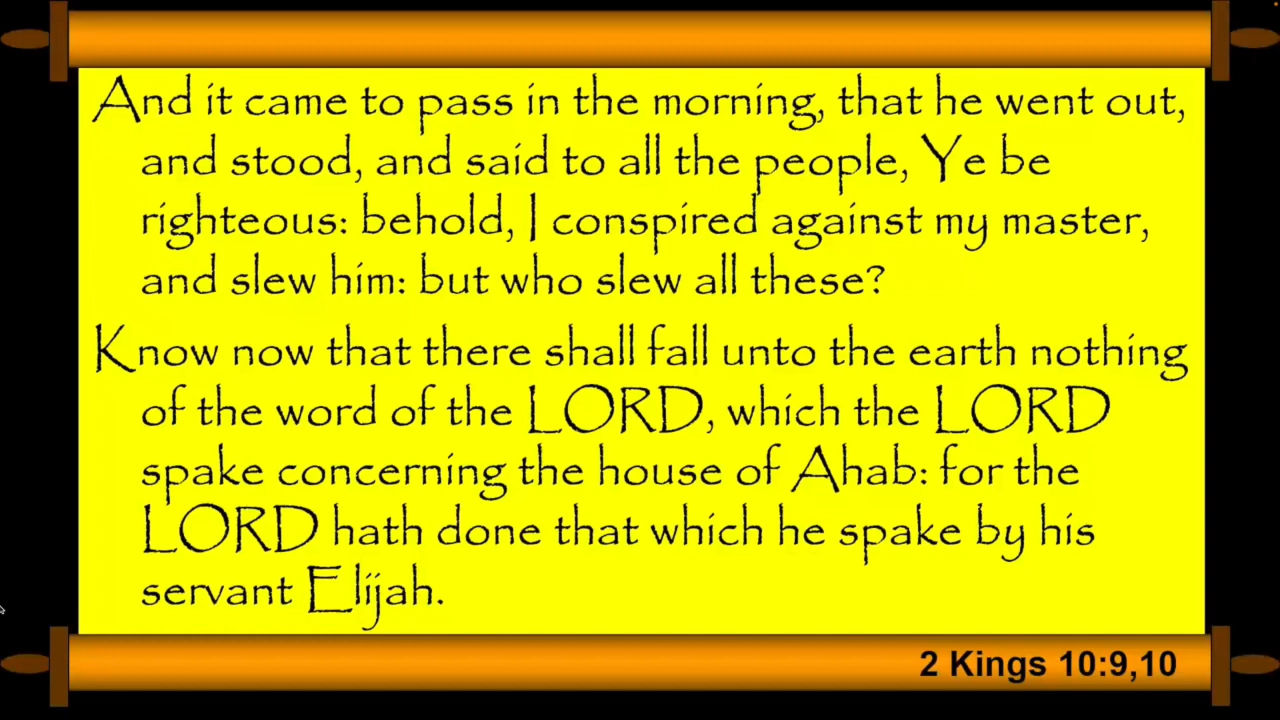 And it came to pass in the morning, that he went out,
and stood, and said to all the people, Ye be
righteous: behold, I conspired against my master,
and slew him: but who slew all these?
Know now that there shall fall unto the earth nothing
of the word of the LORD, which the LORD
spake concerning the house of Ahab: for the
LORD hath done that which he spake by his
servant Elijah.
2 Kings 10:9,10